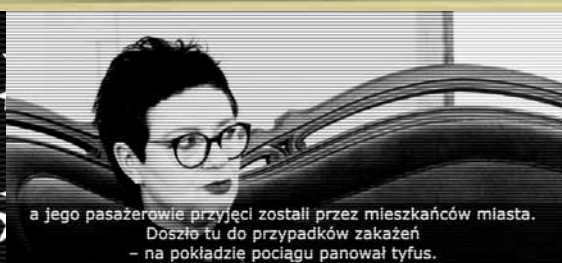 a jego pasażerowie przyjęci zostali przez mieszkańców miasta.
Doszło tu do przypadków zakażeń
– na pokładzie pociągu panował tyfus.